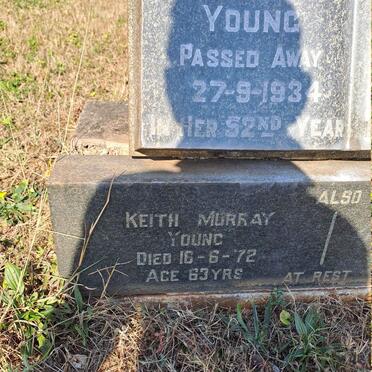 YOUNG
PASSED AWAY
27-9-1934
IN HER 52ND YEAR
ALSO
KEITH MURRAY
YOUNG
DIED 16-6-72
AGE 63YRS
AT REST